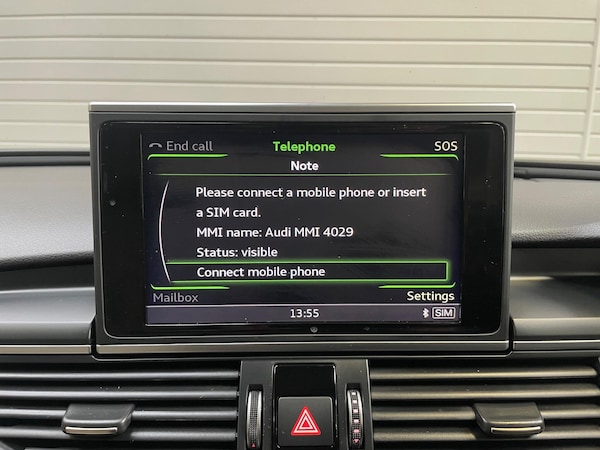 End call Telephone SOS
Note
Please connect a mobile phone or insert
a SIM card.
MMI name: Audi MMI 4029
Status: visible
Connect mobile phone
Mailbox Settings
13:55 SIM